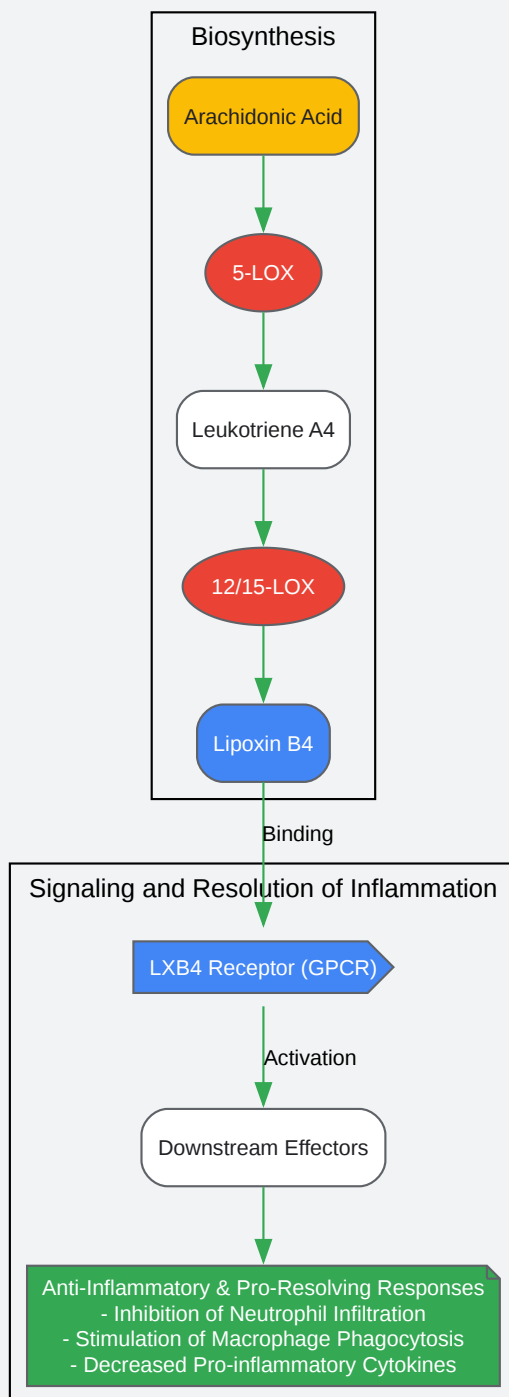 Biosynthesis
Arachidonic Acid
5-LOX
Leukotriene A4
12/15-LOX
Lipoxin B4
Binding
Signaling and Resolution of Inflammation
LXB4 Receptor (GPCR)
Activation
Downstream Effectors
Anti-Inflammatory & Pro-Resolving Responses
- Inhibition of Neutrophil Infiltration
- Stimulation of Macrophage Phagocytosis
- Decreased Pro-inflammatory Cytokines